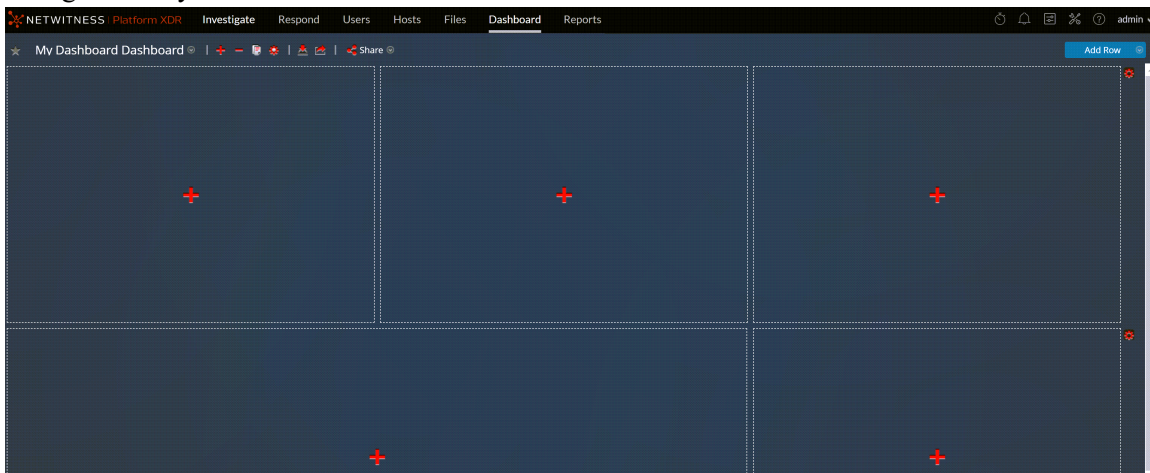 NETWITNESS Platform XDR Investigate Respond Users Hosts Files Dashboard Reports admin
My Dashboard Dashboard Share Add Row